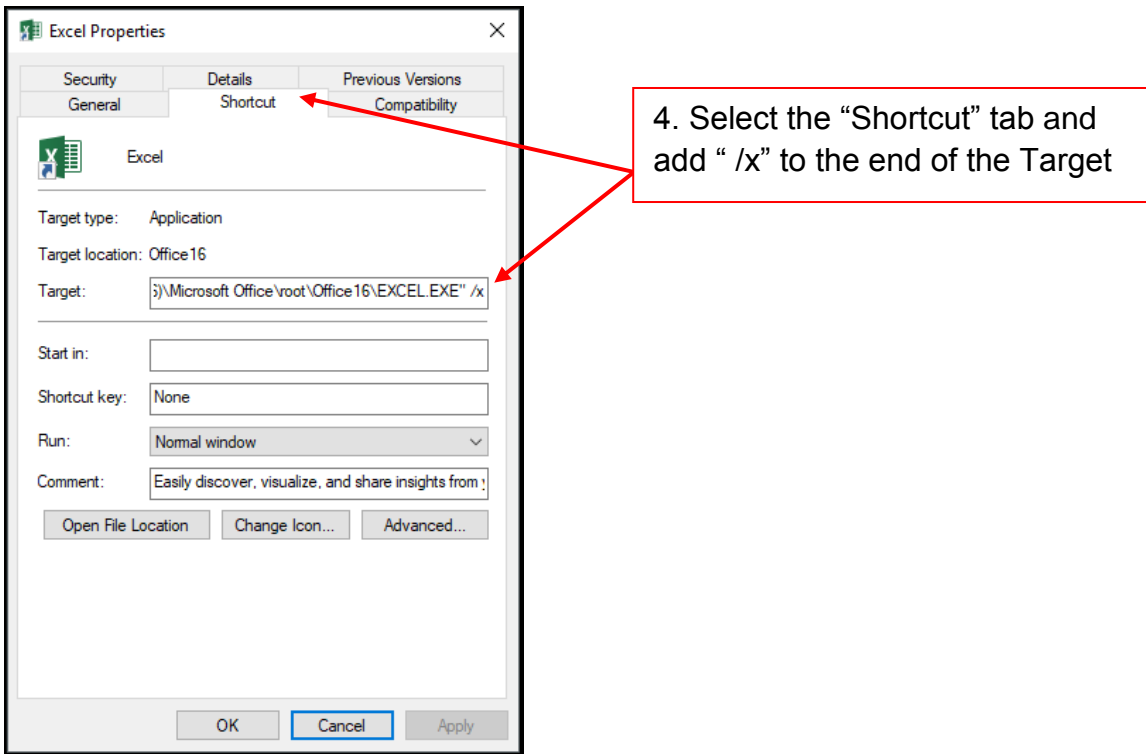 Excel Properties
Security Details Previous Versions
General Shortcut Compatibility
Excel
Target type: Application
Target location: Office16
Target: 5)\Microsoft Office\root\Office16\EXCEL.EXE" /x
Start in:
Shortcut key: None
Run: Normal window
Comment: Easily discover, visualize, and share insights from
Open File Location Change Icon... Advanced...
OK Cancel Apply
4. Select the “Shortcut” tab and
add “ /x” to the end of the Target